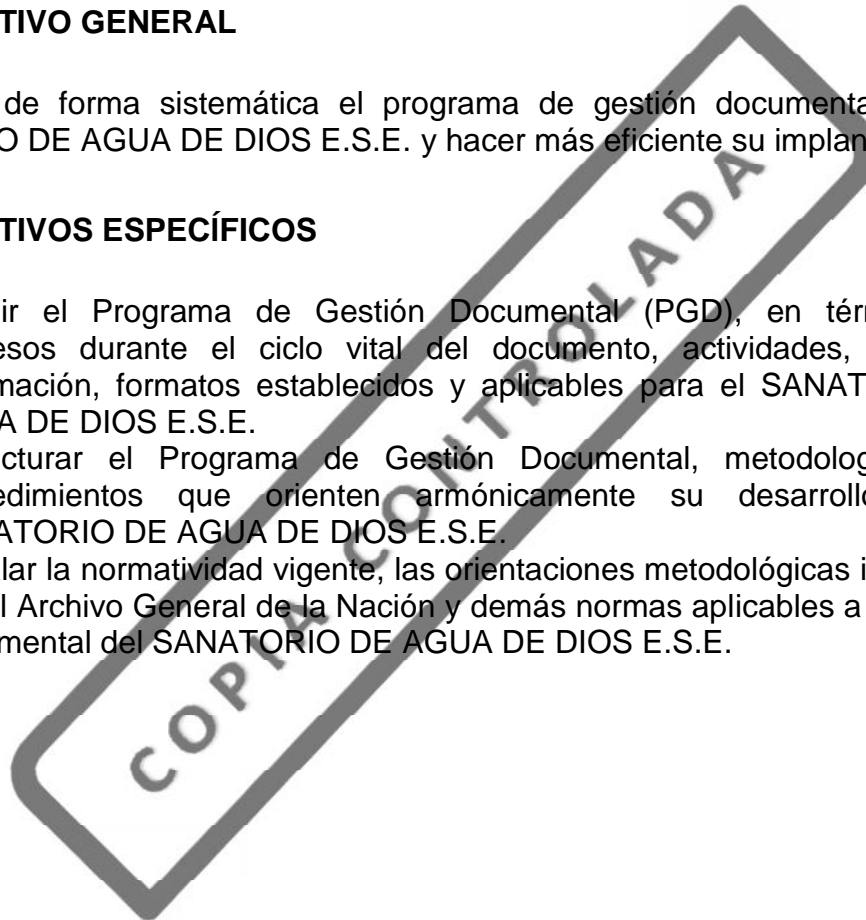 TIVO GENERAL
de forma sistemática el programa de gestión documenta
O DE AGUA DE DIOS E.S.E. y hacer más eficiente su implan
TIVOS ESPECÍFICOS
ir el Programa de Gestión Documental (PGD), en térr
esos durante el ciclo vital del documento, actividades,
mación, formatos establecidos y aplicables para el SANAT
A DE DIOS E.S.E.
cturar el Programa de Gestión Documental, metodolog
edimientos que orienten armónicamente su desarrollo
ATORIO DE AGUA DE DIOS E.S.E.
lar la normatividad vigente, las orientaciones metodológicas i
l Archivo General de la Nación y demás normas aplicables a
mental del SANATORIO DE AGUA DE DIOS E.S.E.
COPIA CONTROLADA